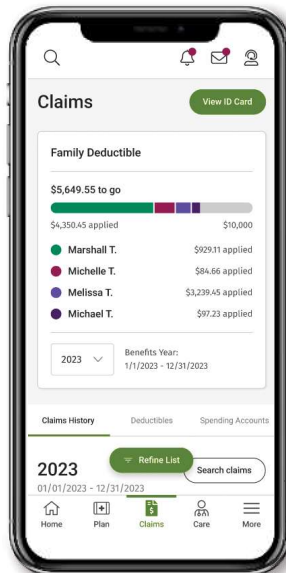 Claims
View ID Card
Family Deductible
$5,649.55 to go
$4,350.45 applied $10,000
Marshall T. $929.11 applied
Michelle T. $84.66 applied
Melissa T. $3,239.45 applied
Michael T. $97.23 applied
2023
Benefits Year:
1/1/2023 - 12/31/2023
Claims History Deductibles Spending Accounts
Refine List
2023 Search claims
01/01/2023 - 12/31/2023
Home Plan Claims Care More